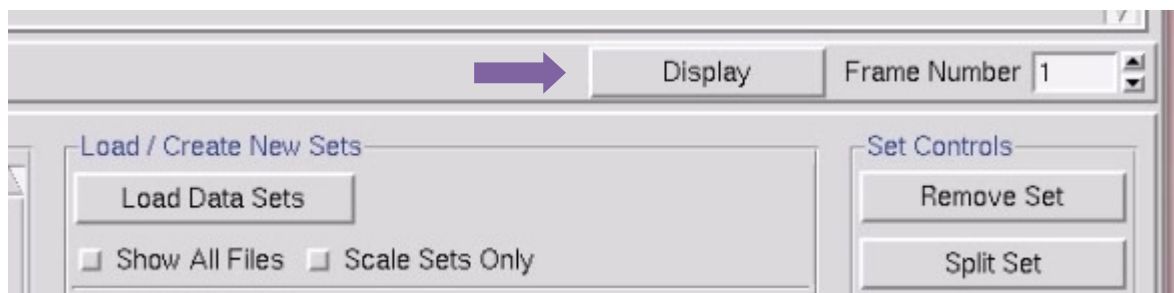 Display Frame Number 1
Load / Create New Sets
Load Data Sets
Show All Files Scale Sets Only
Set Controls
Remove Set
Split Set